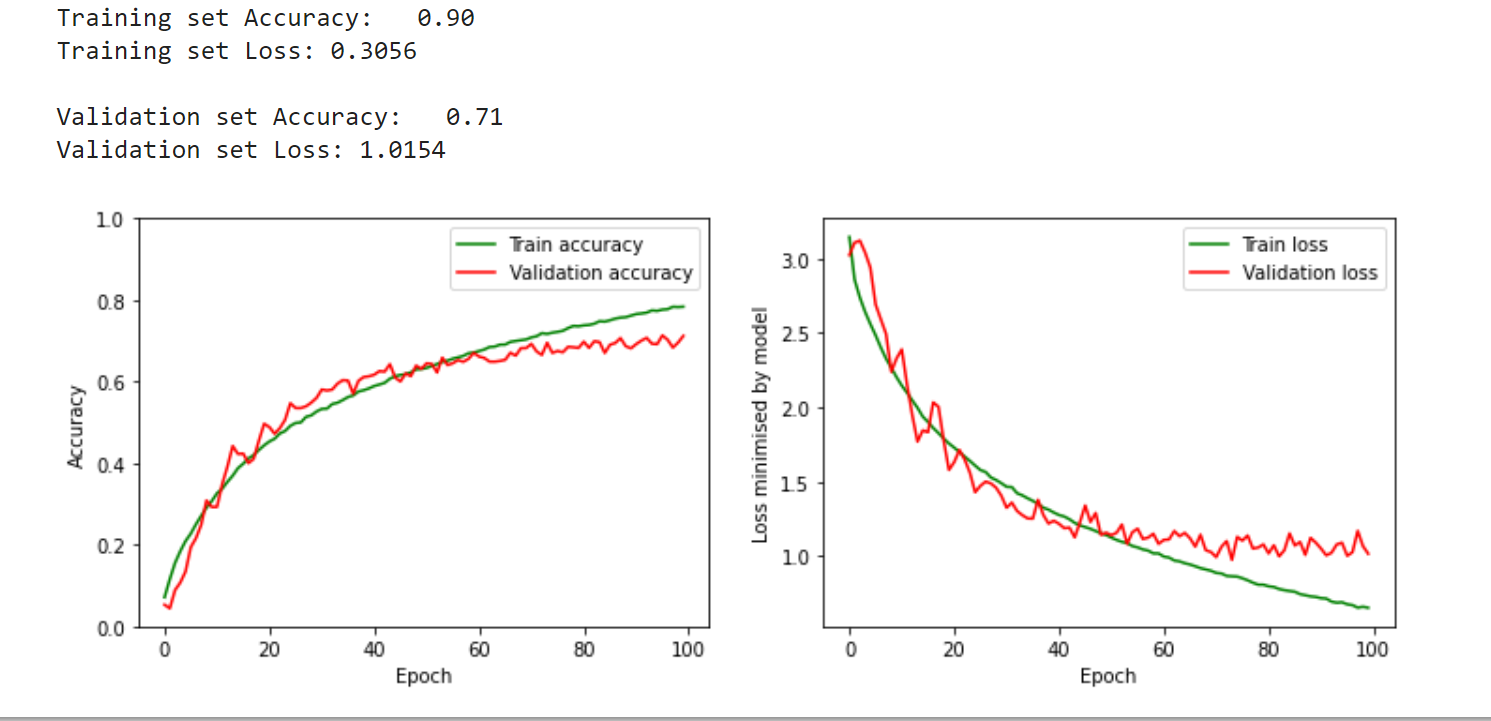 Training set Accuracy:   0.90
Training set Loss: 0.3056
Validation set Accuracy:   0.71
Validation set Loss: 1.0154
1.0
0.8
0.6
0.4
0.2
0.0
Accuracy
Train accuracy
Validation accuracy
0 20 40 60 80 100
Epoch
3.0
2.5
2.0
1.5
1.0
Loss minimised by model
Train loss
Validation loss
0 20 40 60 80 100
Epoch